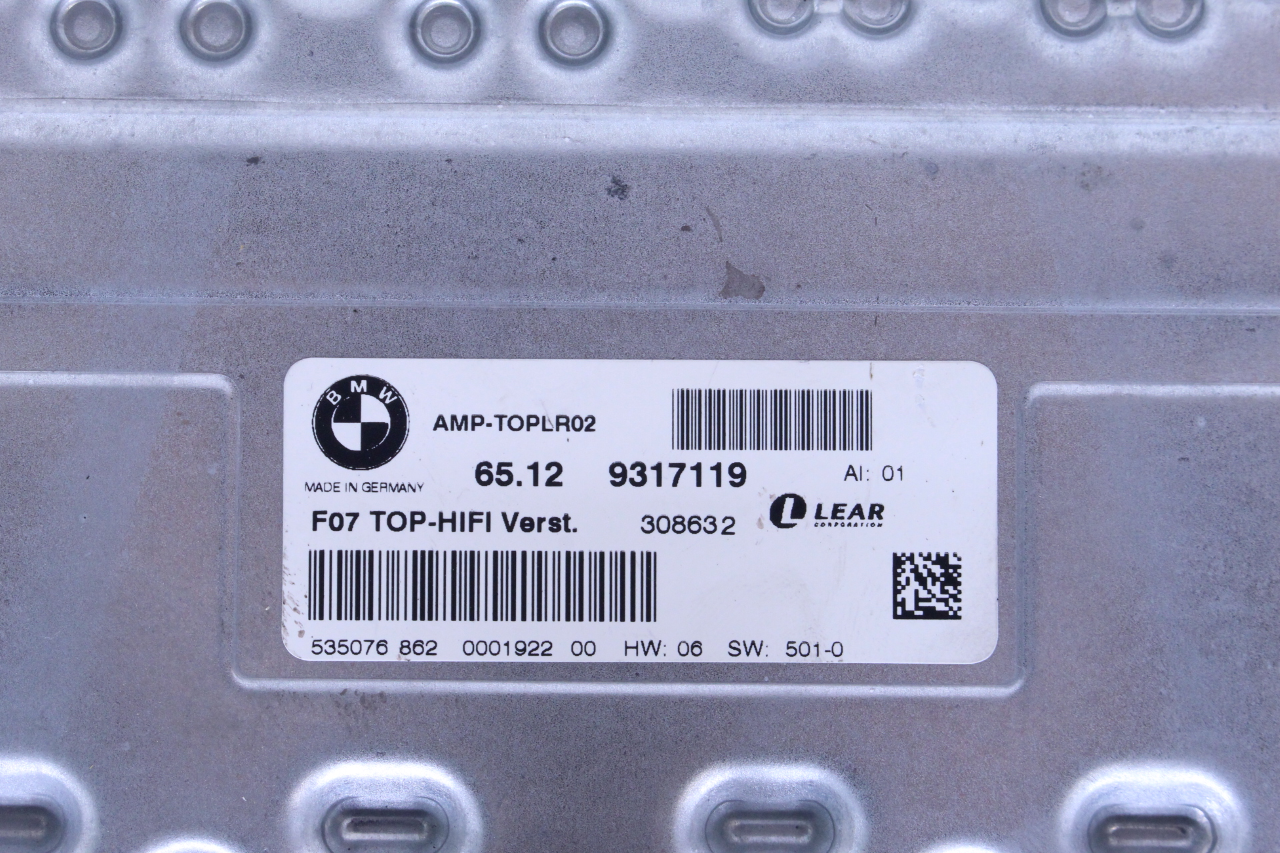 BMW
AMP-TOPLR02
MADE IN GERMANY
65.12 9317119 AI: 01
F07 TOP-HIFI Verst. 308632 LEAR
CORPORATION
535076 862 0001922 00 HW: 06 SW: 501-0